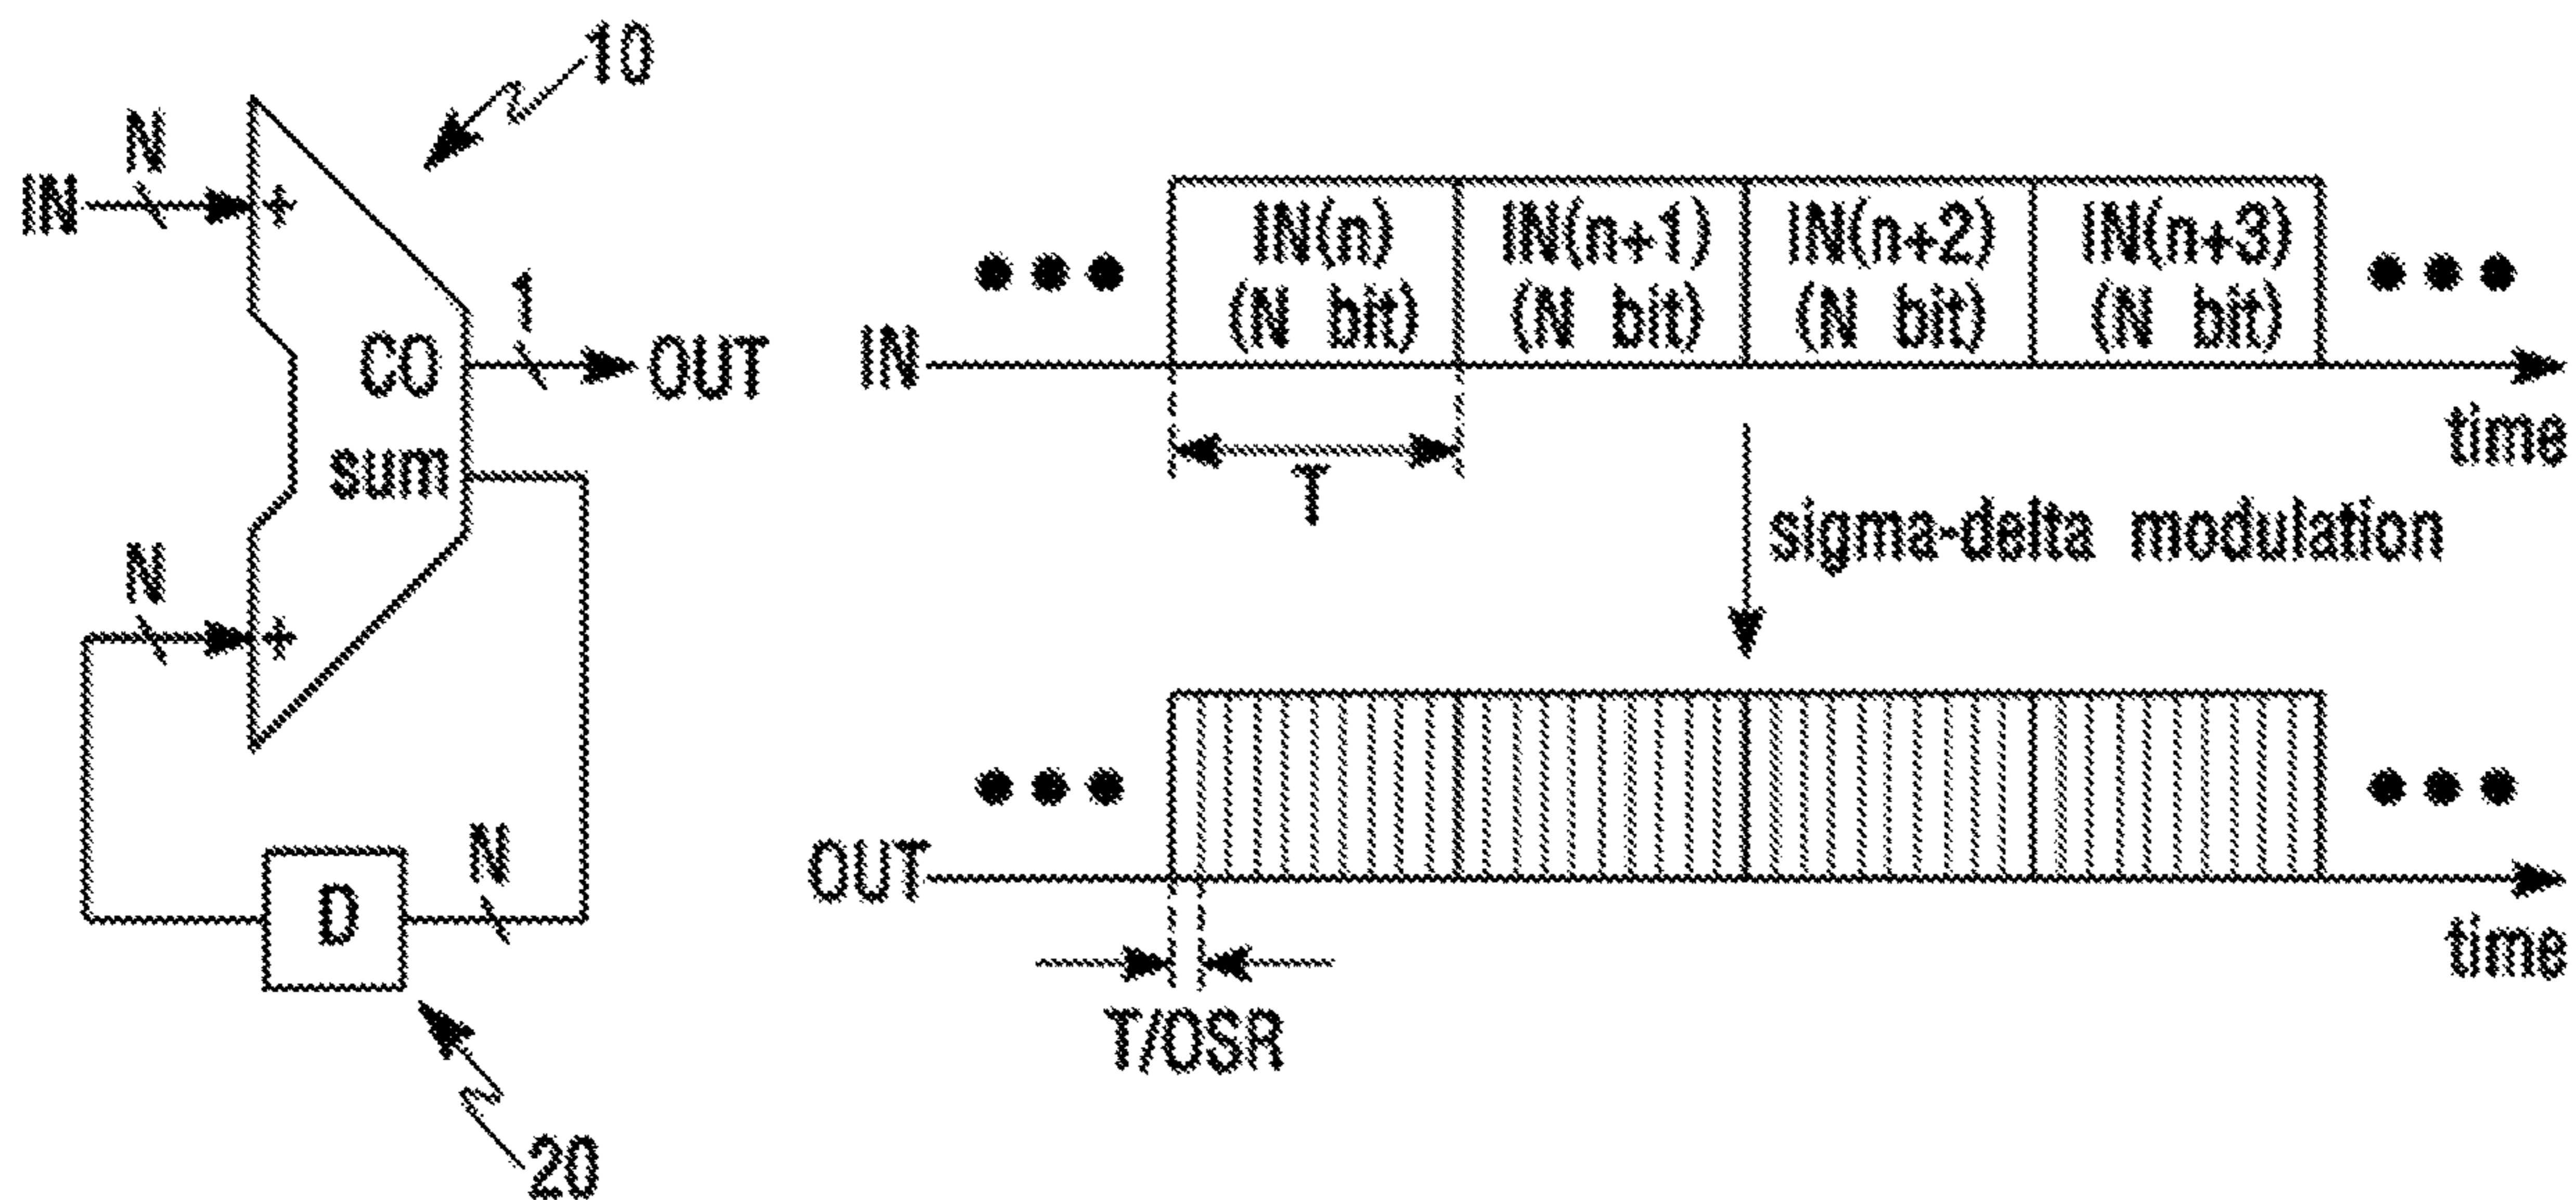 10
N
IN
+
CO
1
OUT
sum
N
+
D
N
20
IN(n)
(N bit)
IN(n+1)
(N bit)
IN(n+2)
(N bit)
IN(n+3)
(N bit)
IN
time
T
sigma-delta modulation
OUT
time
T/OSR